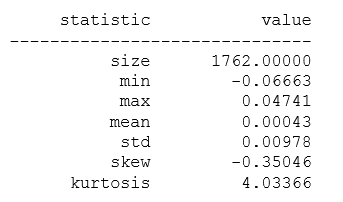 statistic value
------------------------------
size 1762.00000
min -0.06663
max 0.04741
mean 0.00043
std 0.00978
skew -0.35046
kurtosis 4.03366